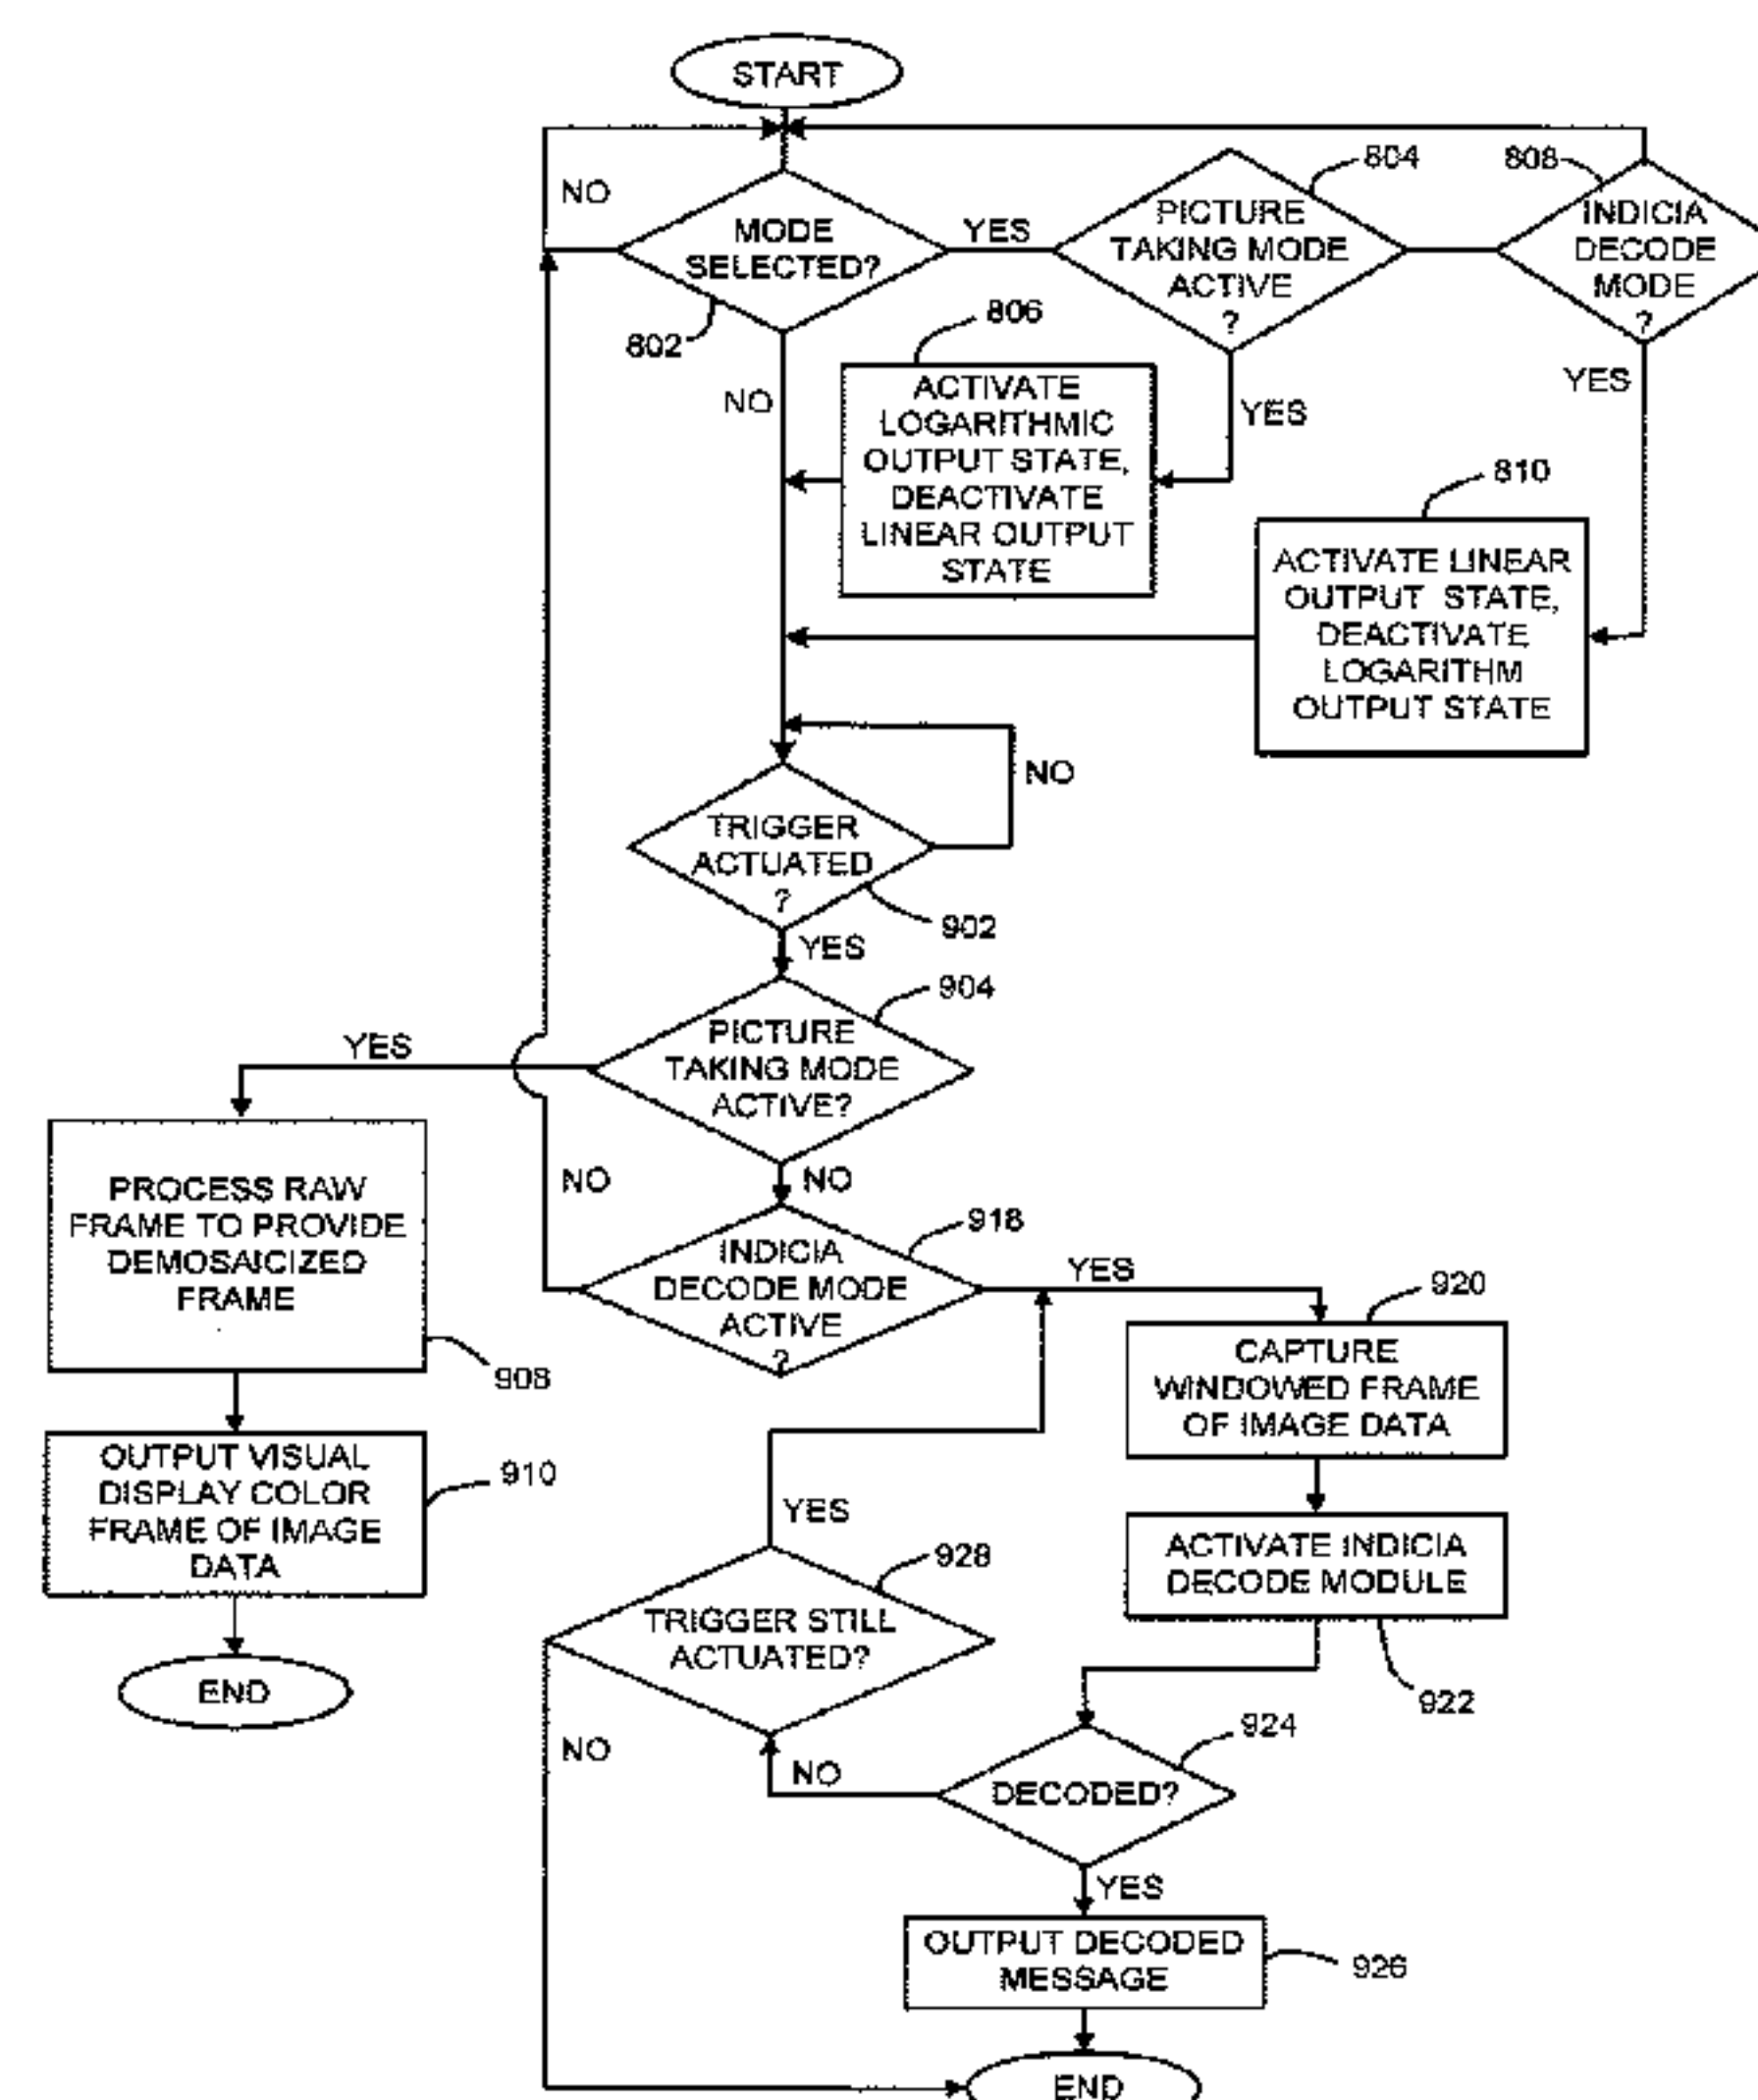 START
NO
MODE
SELECTED?
802
YES
PICTURE
TAKING MODE
ACTIVE
?
804
808
INDICIA
DECODE
MODE
?
NO
806
ACTIVATE
LOGARITHMIC
OUTPUT STATE,
DEACTIVATE
LINEAR OUTPUT
STATE
YES
YES
810
ACTIVATE LINEAR
OUTPUT STATE,
DEACTIVATE
LOGARITHM
OUTPUT STATE
NO
TRIGGER
ACTUATED
?
902
YES
904
PICTURE
TAKING MODE
ACTIVE?
YES
PROCESS RAW
FRAME TO PROVIDE
DEMOSAICIZED
FRAME
908
NO
NO
918
INDICIA
DECODE MODE
ACTIVE
?
YES
920
CAPTURE
WINDOWED FRAME
OF IMAGE DATA
OUTPUT VISUAL
DISPLAY COLOR
FRAME OF IMAGE
DATA
910
END
YES
928
TRIGGER STILL
ACTUATED?
ACTIVATE INDICIA
DECODE MODULE
922
NO
NO
924
DECODED?
YES
OUTPUT DECODED
MESSAGE
926
END